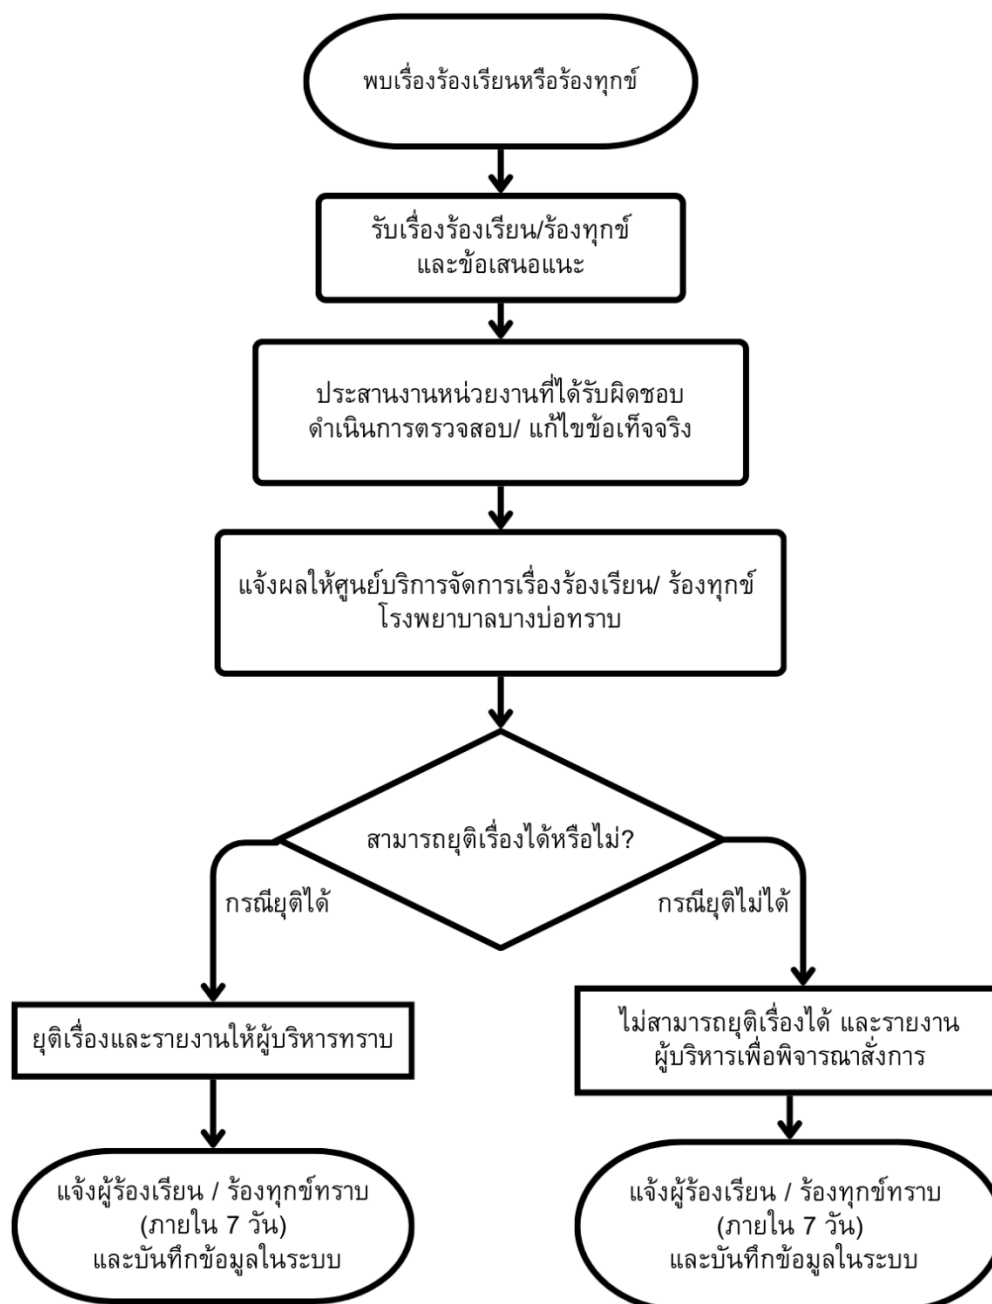 พบเรื่องร้องเรียนหรือร้องทุกข์
รับเรื่องร้องเรียน/ร้องทุกข์
และข้อเสนอแนะ
ประสานงานหน่วยงานที่ได้รับผิดชอบ
ดำเนินการตรวจสอบ/ แก้ไขข้อเท็จจริง
แจ้งผลให้ศูนย์บริการจัดการเรื่องร้องเรียน/ ร้องทุกข์
โรงพยาบาลบางบ่อทราบ
สามารถยุติเรื่องได้หรือไม่?
กรณียุติได้
กรณียุติไม่ได้
ยุติเรื่องและรายงานให้ผู้บริหารทราบ
ไม่สามารถยุติเรื่องได้ และรายงาน
ผู้บริหารเพื่อพิจารณาสั่งการ
แจ้งผู้ร้องเรียน / ร้องทุกข์ทราบ
(ภายใน 7 วัน)
และบันทึกข้อมูลในระบบ
แจ้งผู้ร้องเรียน / ร้องทุกข์ทราบ
(ภายใน 7 วัน)
และบันทึกข้อมูลในระบบ